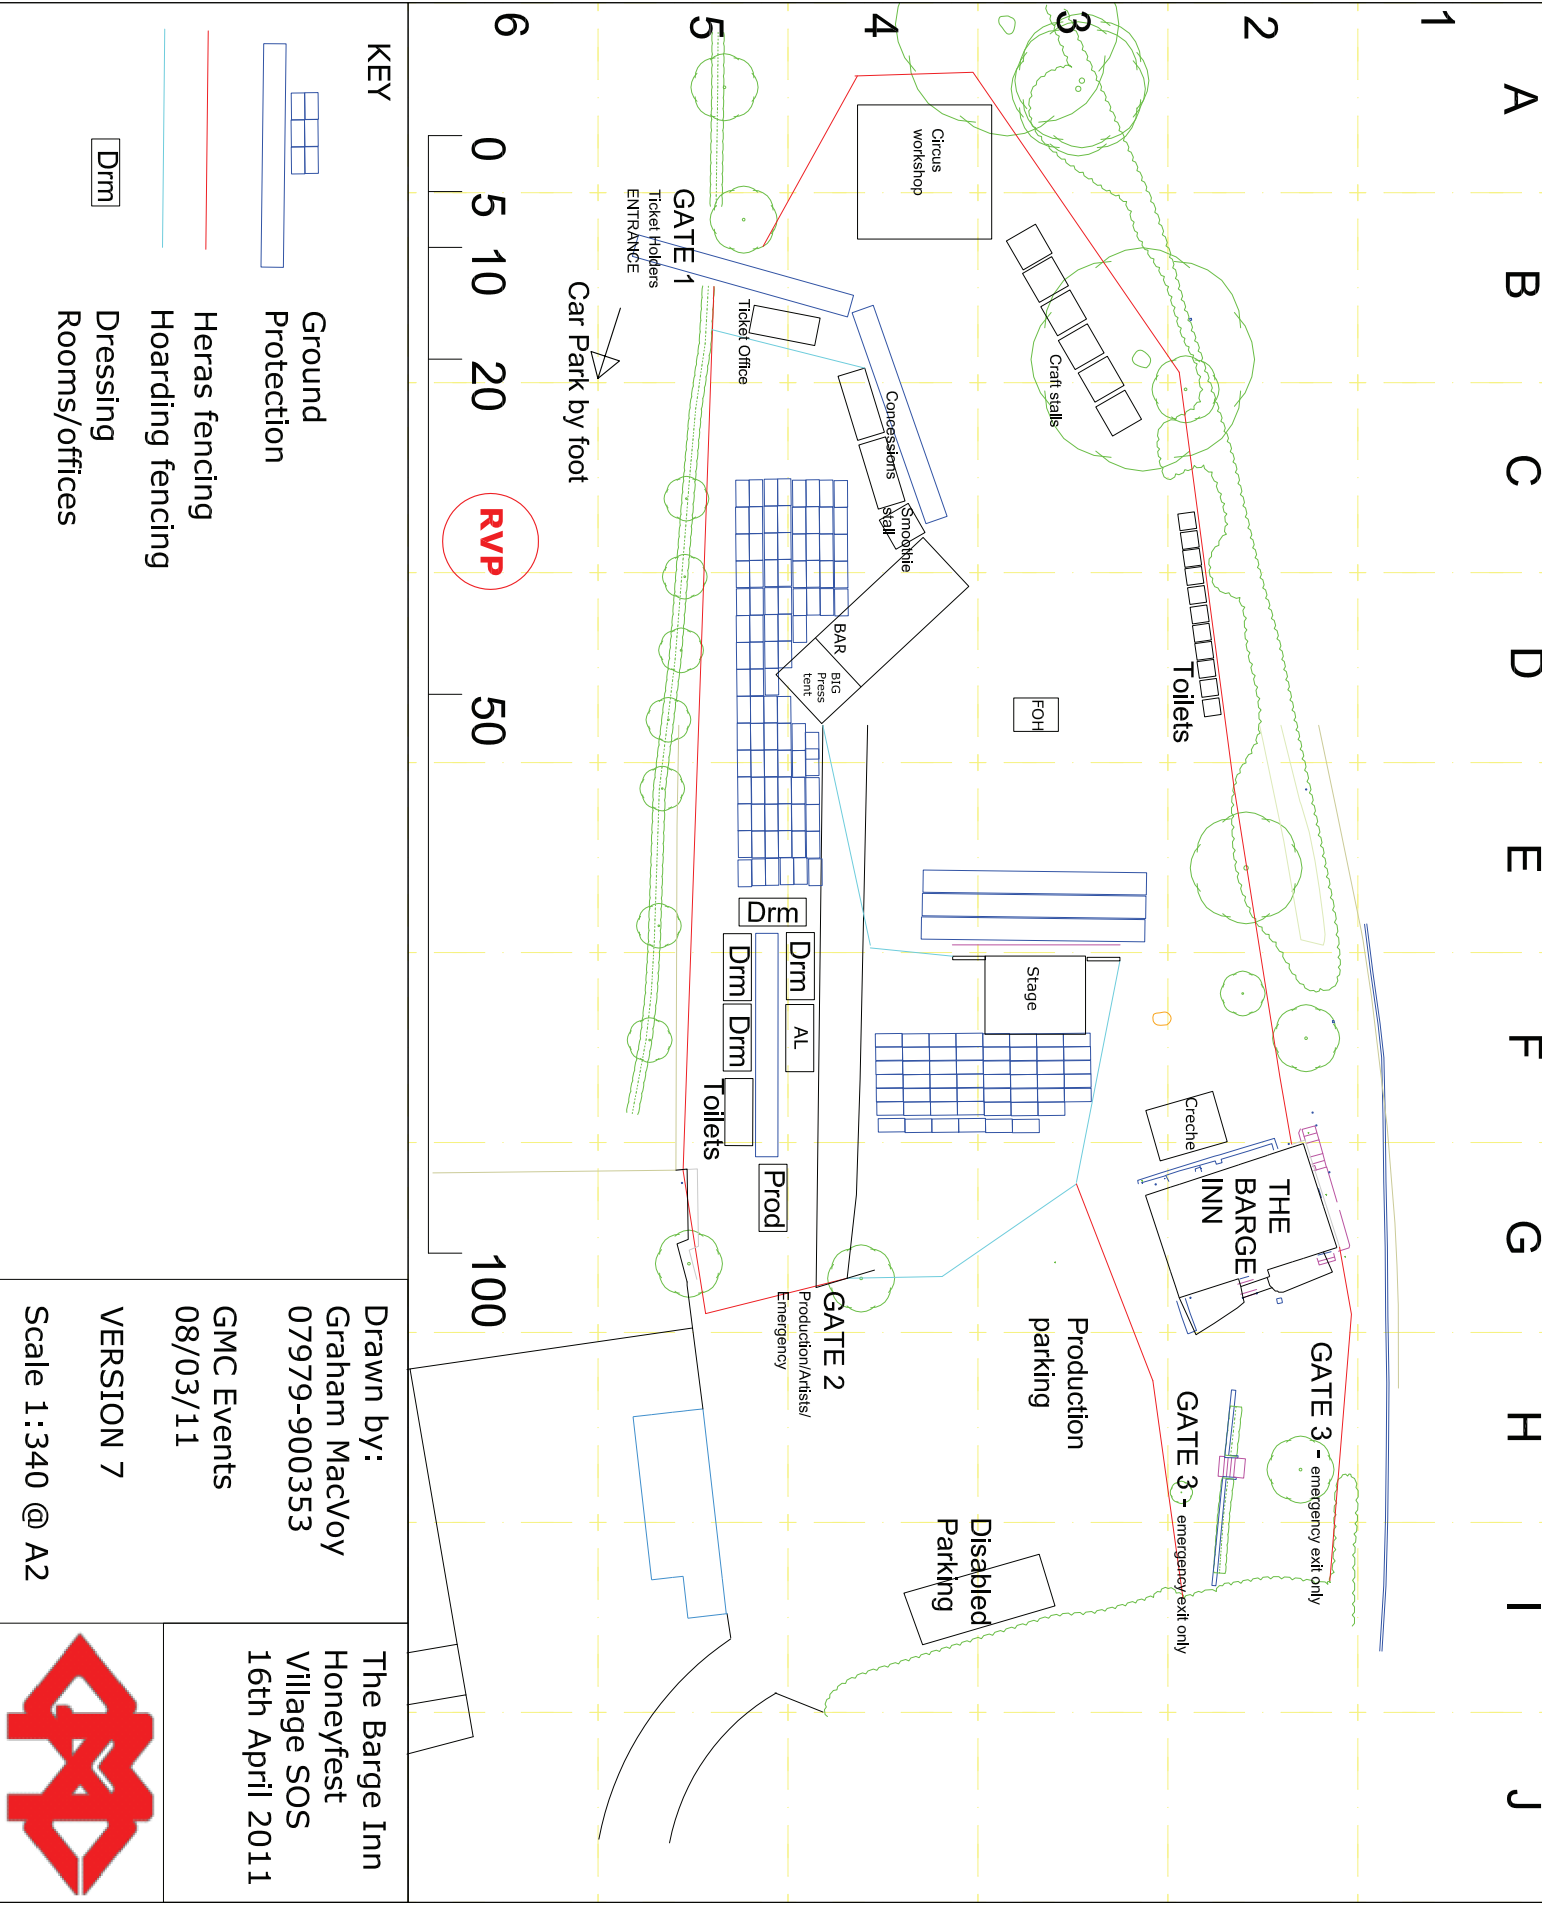 A
B
C
D
E
F
G
H
I
J
1
2
3
4
5
6
Circus
workshop
Craft stalls
Toilets
GATE 1
Ticket Holders
ENTRANCE
Ticket Office
Car Park by foot
Concessions
Smoothie
stall
BAR
BIG
Press
tent
FOH
Stage
Creche
THE
BARGE
INN
GATE 3 - emergency exit only
GATE 3 - emergency exit only
Production
parking
Disabled
Parking
GATE 2
Production/Artists/
Emergency
Drm
Drm
AL
Drm
Drm
Toilets
Prod
0
5
10
20
50
100
RVP
KEY
Ground
Protection
Heras fencing
Hoarding fencing
Drm
Dressing
Rooms/offices
Drawn by:
Graham MacVoy
07979-900353
GMC Events
08/03/11
VERSION 7
Scale 1:340 @ A2
The Barge Inn
Honeyfest
Village SOS
16th April 2011